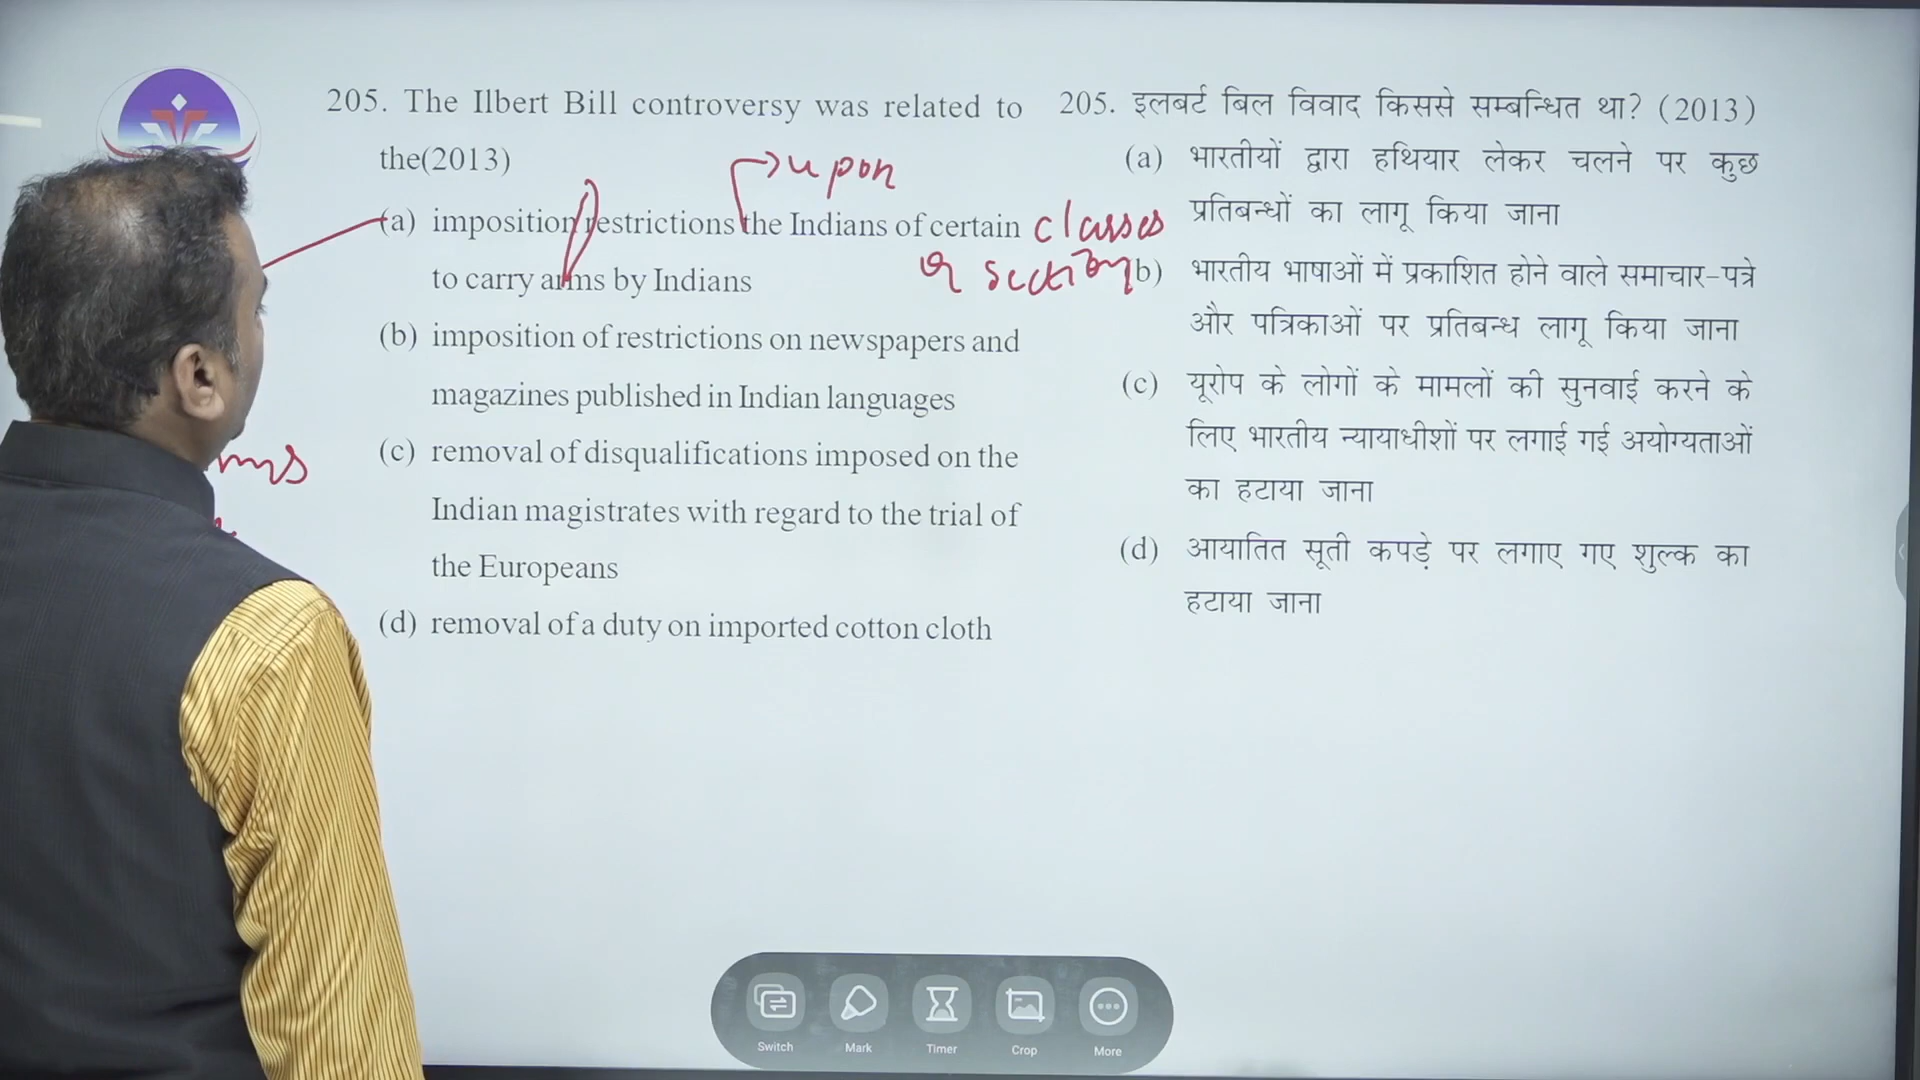 205. The Ilbert Bill controversy was related to
the(2013)
upon
(a) imposition restrictions the Indians of certain classes
or section
to carry arms by Indians
(b) imposition of restrictions on newspapers and
magazines published in Indian languages
(c) removal of disqualifications imposed on the
Indian magistrates with regard to the trial of
the Europeans
(d) removal of a duty on imported cotton cloth
205. इलबर्ट बिल विवाद किससे सम्बन्धित था? (2013)
(a) भारतीयों द्वारा हथियार लेकर चलने पर कुछ
प्रतिबन्धों का लागू किया जाना
b) भारतीय भाषाओं में प्रकाशित होने वाले समाचार-पत्रे
और पत्रिकाओं पर प्रतिबन्ध लागू किया जाना
(c) यूरोप के लोगों के मामलों की सुनवाई करने के
लिए भारतीय न्यायाधीशों पर लगाई गई अयोग्यताओं
का हटाया जाना
(d) आयातित सूती कपड़े पर लगाए गए शुल्क का
हटाया जाना
Switch Mark Timer Crop More